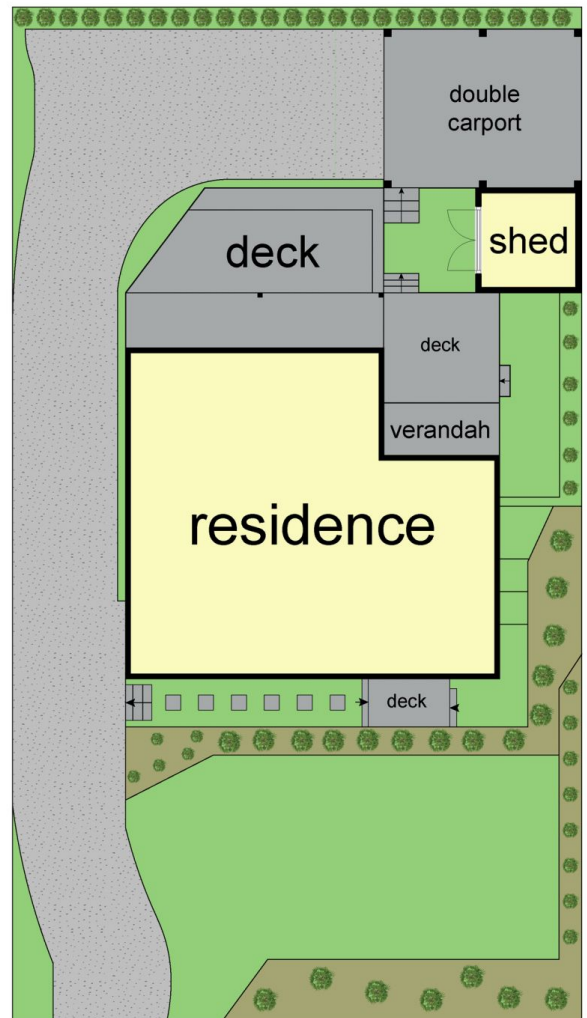 double
carport
shed
deck
deck
verandah
residence
deck